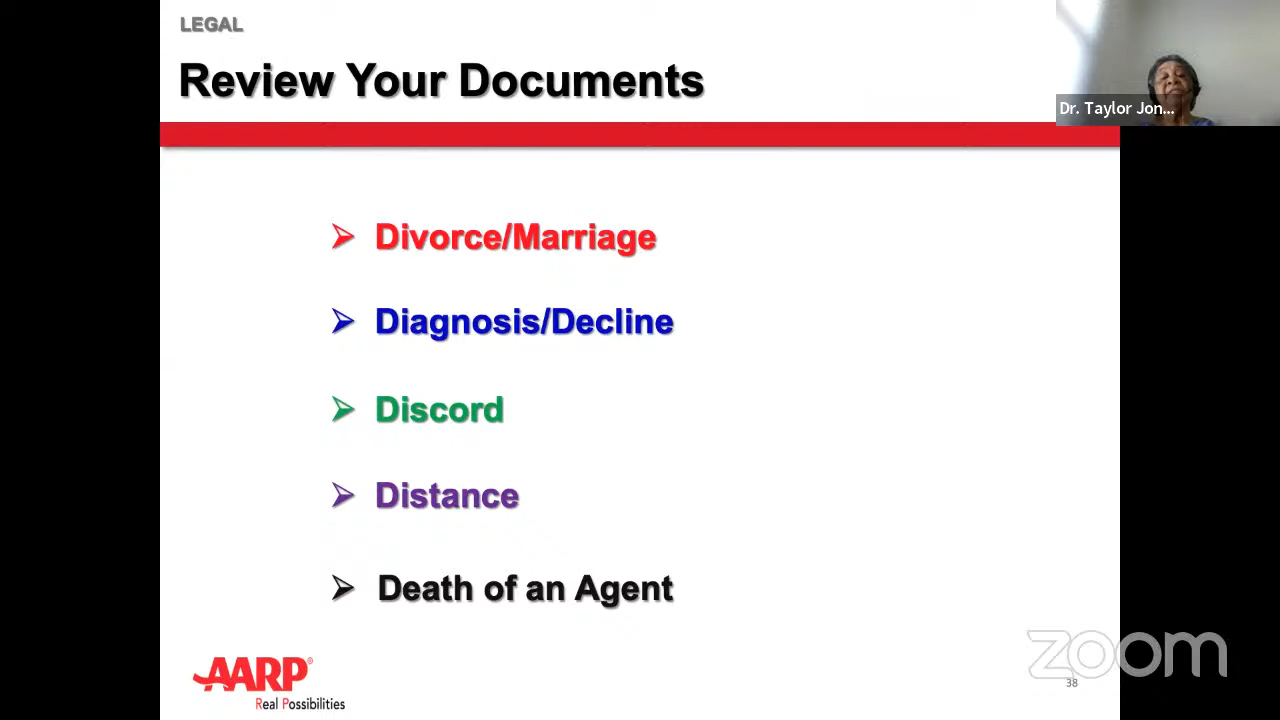 LEGAL
Review Your Documents
Dr. Taylor Jon...
Divorce/Marriage
Diagnosis/Decline
Discord
Distance
Death of an Agent
AARP®
Real Possibilities
zoom
38